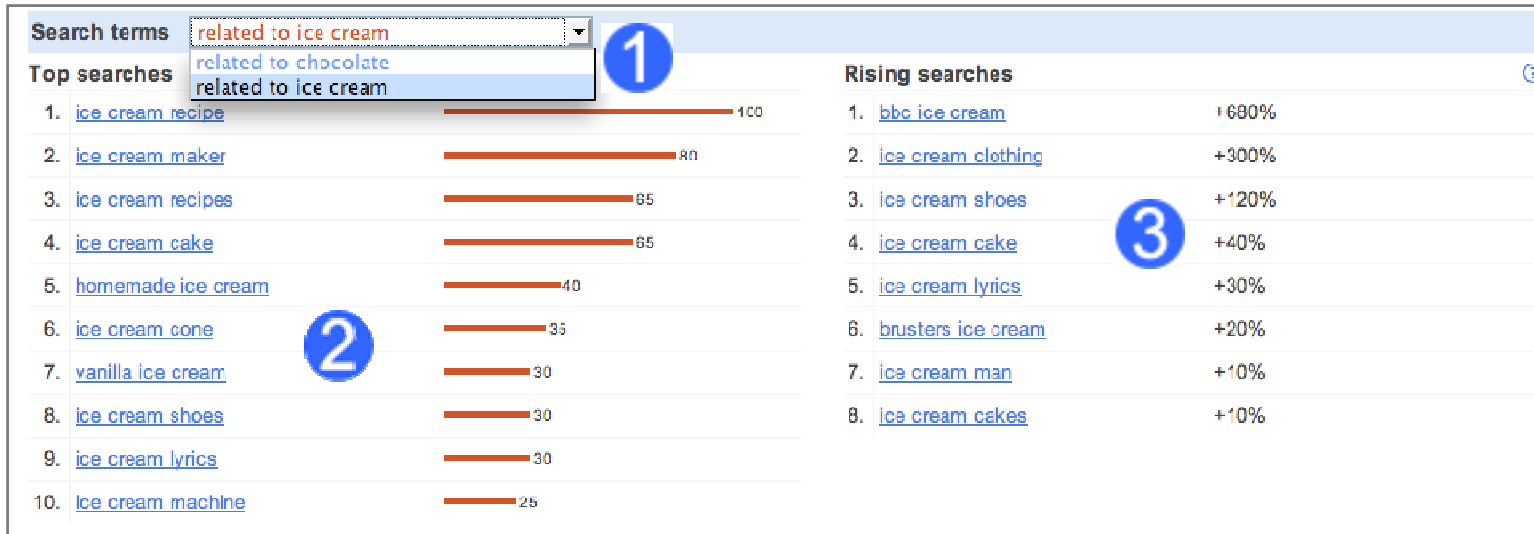 Search terms related to ice cream
related to chocolate
related to ice cream
1
Top searches
1. ice cream recipe 100
2. ice cream maker 80
3. ice cream recipes 65
4. ice cream cake 65
5. homemade ice cream 40
6. ice cream cone 35
7. vanilla ice cream 30
8. ice cream shoes 30
9. ice cream lyrics 30
10. ice cream machine 25
2
Rising searches
1. bbc ice cream +680%
2. ice cream clothing +300%
3. ice cream shoes +120%
4. ice cream cake +40%
5. ice cream lyrics +30%
6. brusters ice cream +20%
7. ice cream man +10%
8. ice cream cakes +10%
3